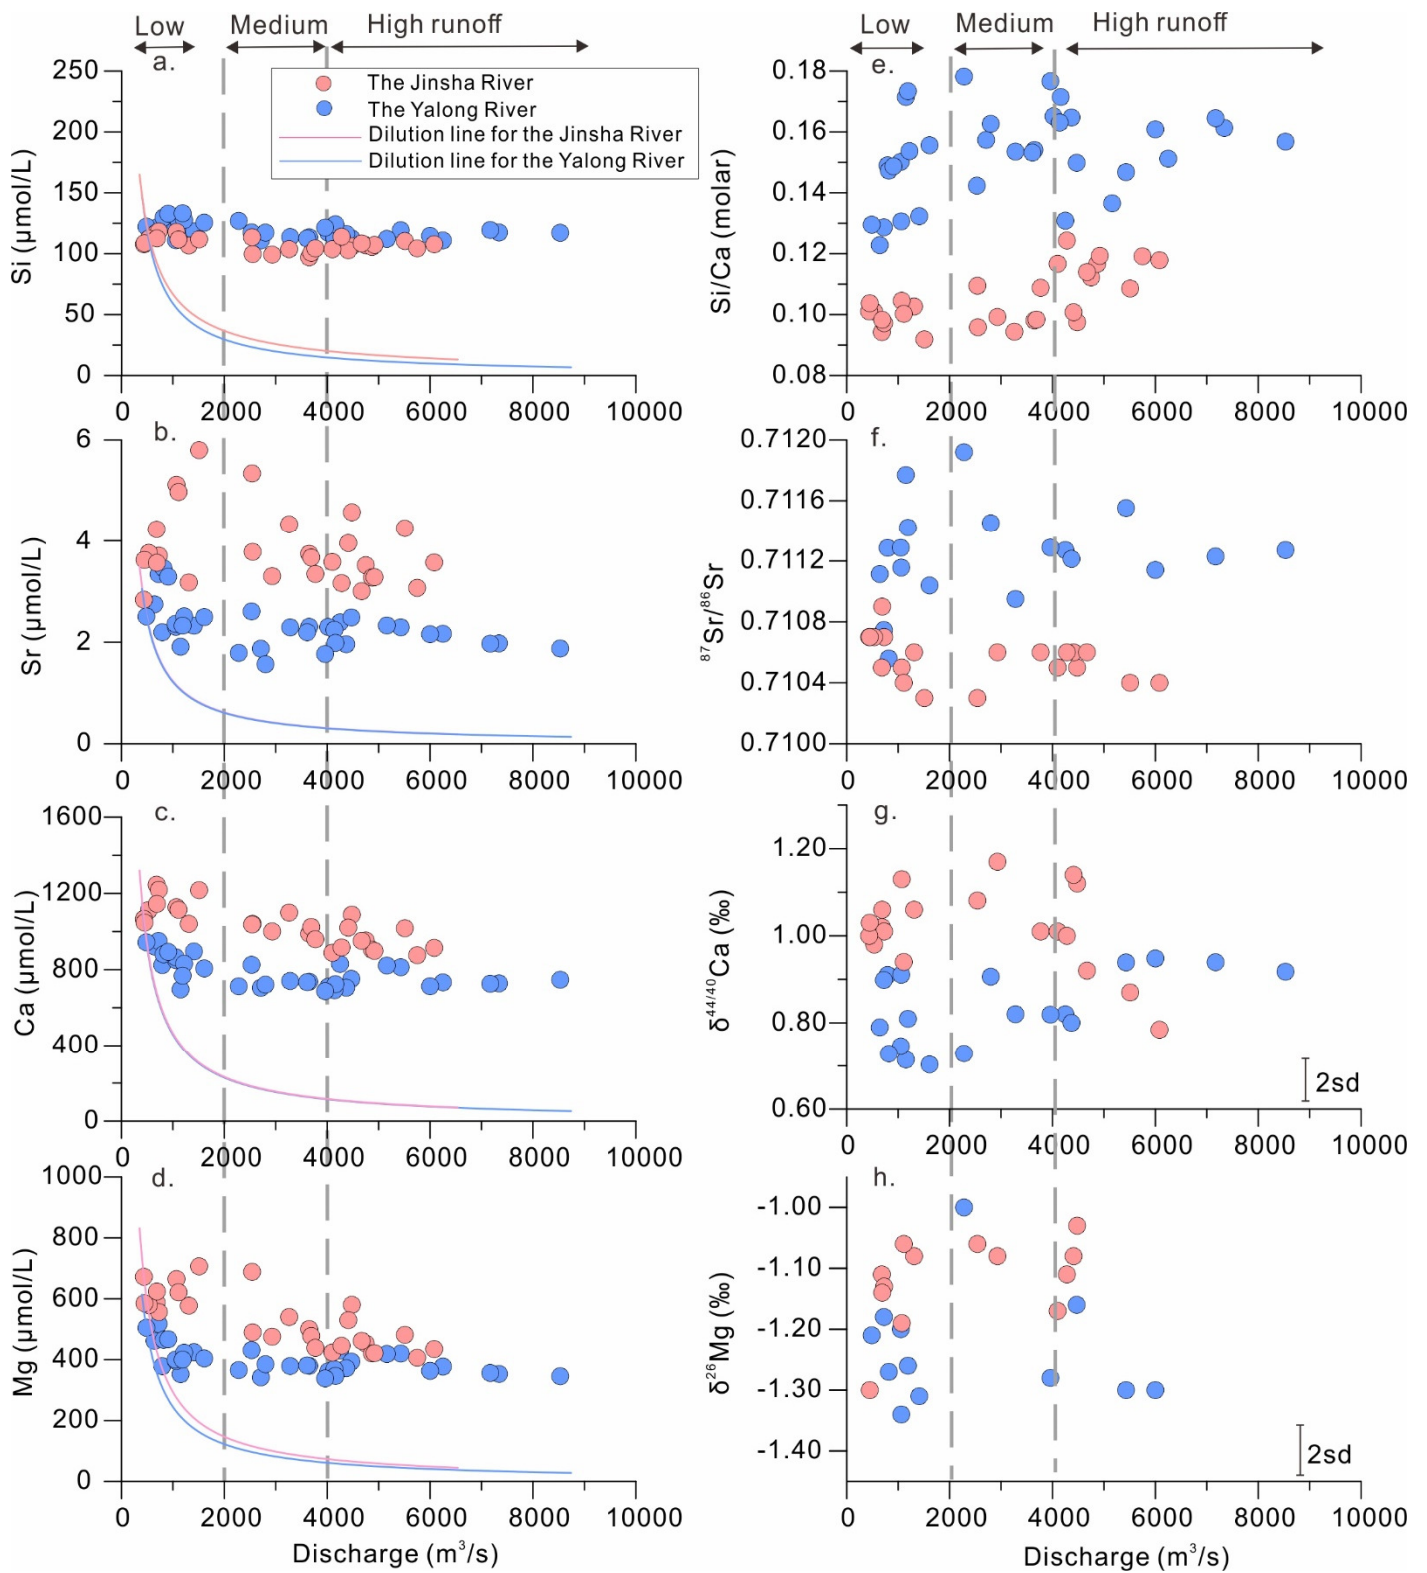 Low Medium High runoff
Low Medium High runoff
a.
The Jinsha River
The Yalong River
Dilution line for the Jinsha River
Dilution line for the Yalong River
Si (μmol/L)
250
200
150
100
50
0
0 2000 4000 6000 8000 10000
e.
Si/Ca (molar)
0.18
0.16
0.14
0.12
0.10
0.08
0 2000 4000 6000 8000 10000
b.
Sr (μmol/L)
6
4
2
0
0 2000 4000 6000 8000 10000
f.
⁸⁷Sr/⁸⁶Sr
0.7120
0.7116
0.7112
0.7108
0.7104
0.7100
0 2000 4000 6000 8000 10000
c.
Ca (μmol/L)
1600
1200
800
400
0
0 2000 4000 6000 8000 10000
g.
δ⁴⁴/⁴⁰Ca (‰)
1.20
1.00
0.80
0.60
2sd
0 2000 4000 6000 8000 10000
d.
Mg (μmol/L)
1000
800
600
400
200
0
0 2000 4000 6000 8000 10000
Discharge (m³/s)
h.
δ²⁶Mg (‰)
-1.00
-1.10
-1.20
-1.30
-1.40
2sd
0 2000 4000 6000 8000 10000
Discharge (m³/s)